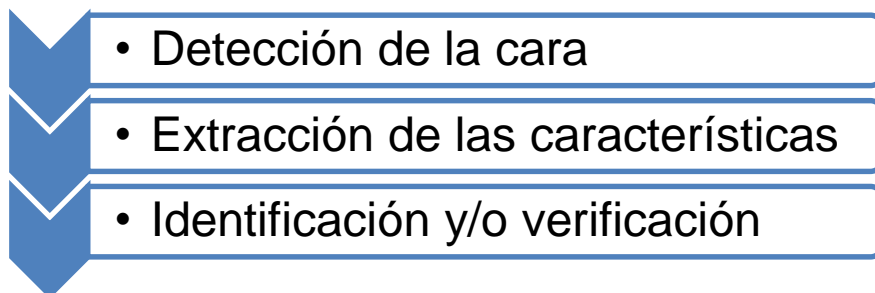 • Detección de la cara
• Extracción de las características
• Identificación y/o verificación